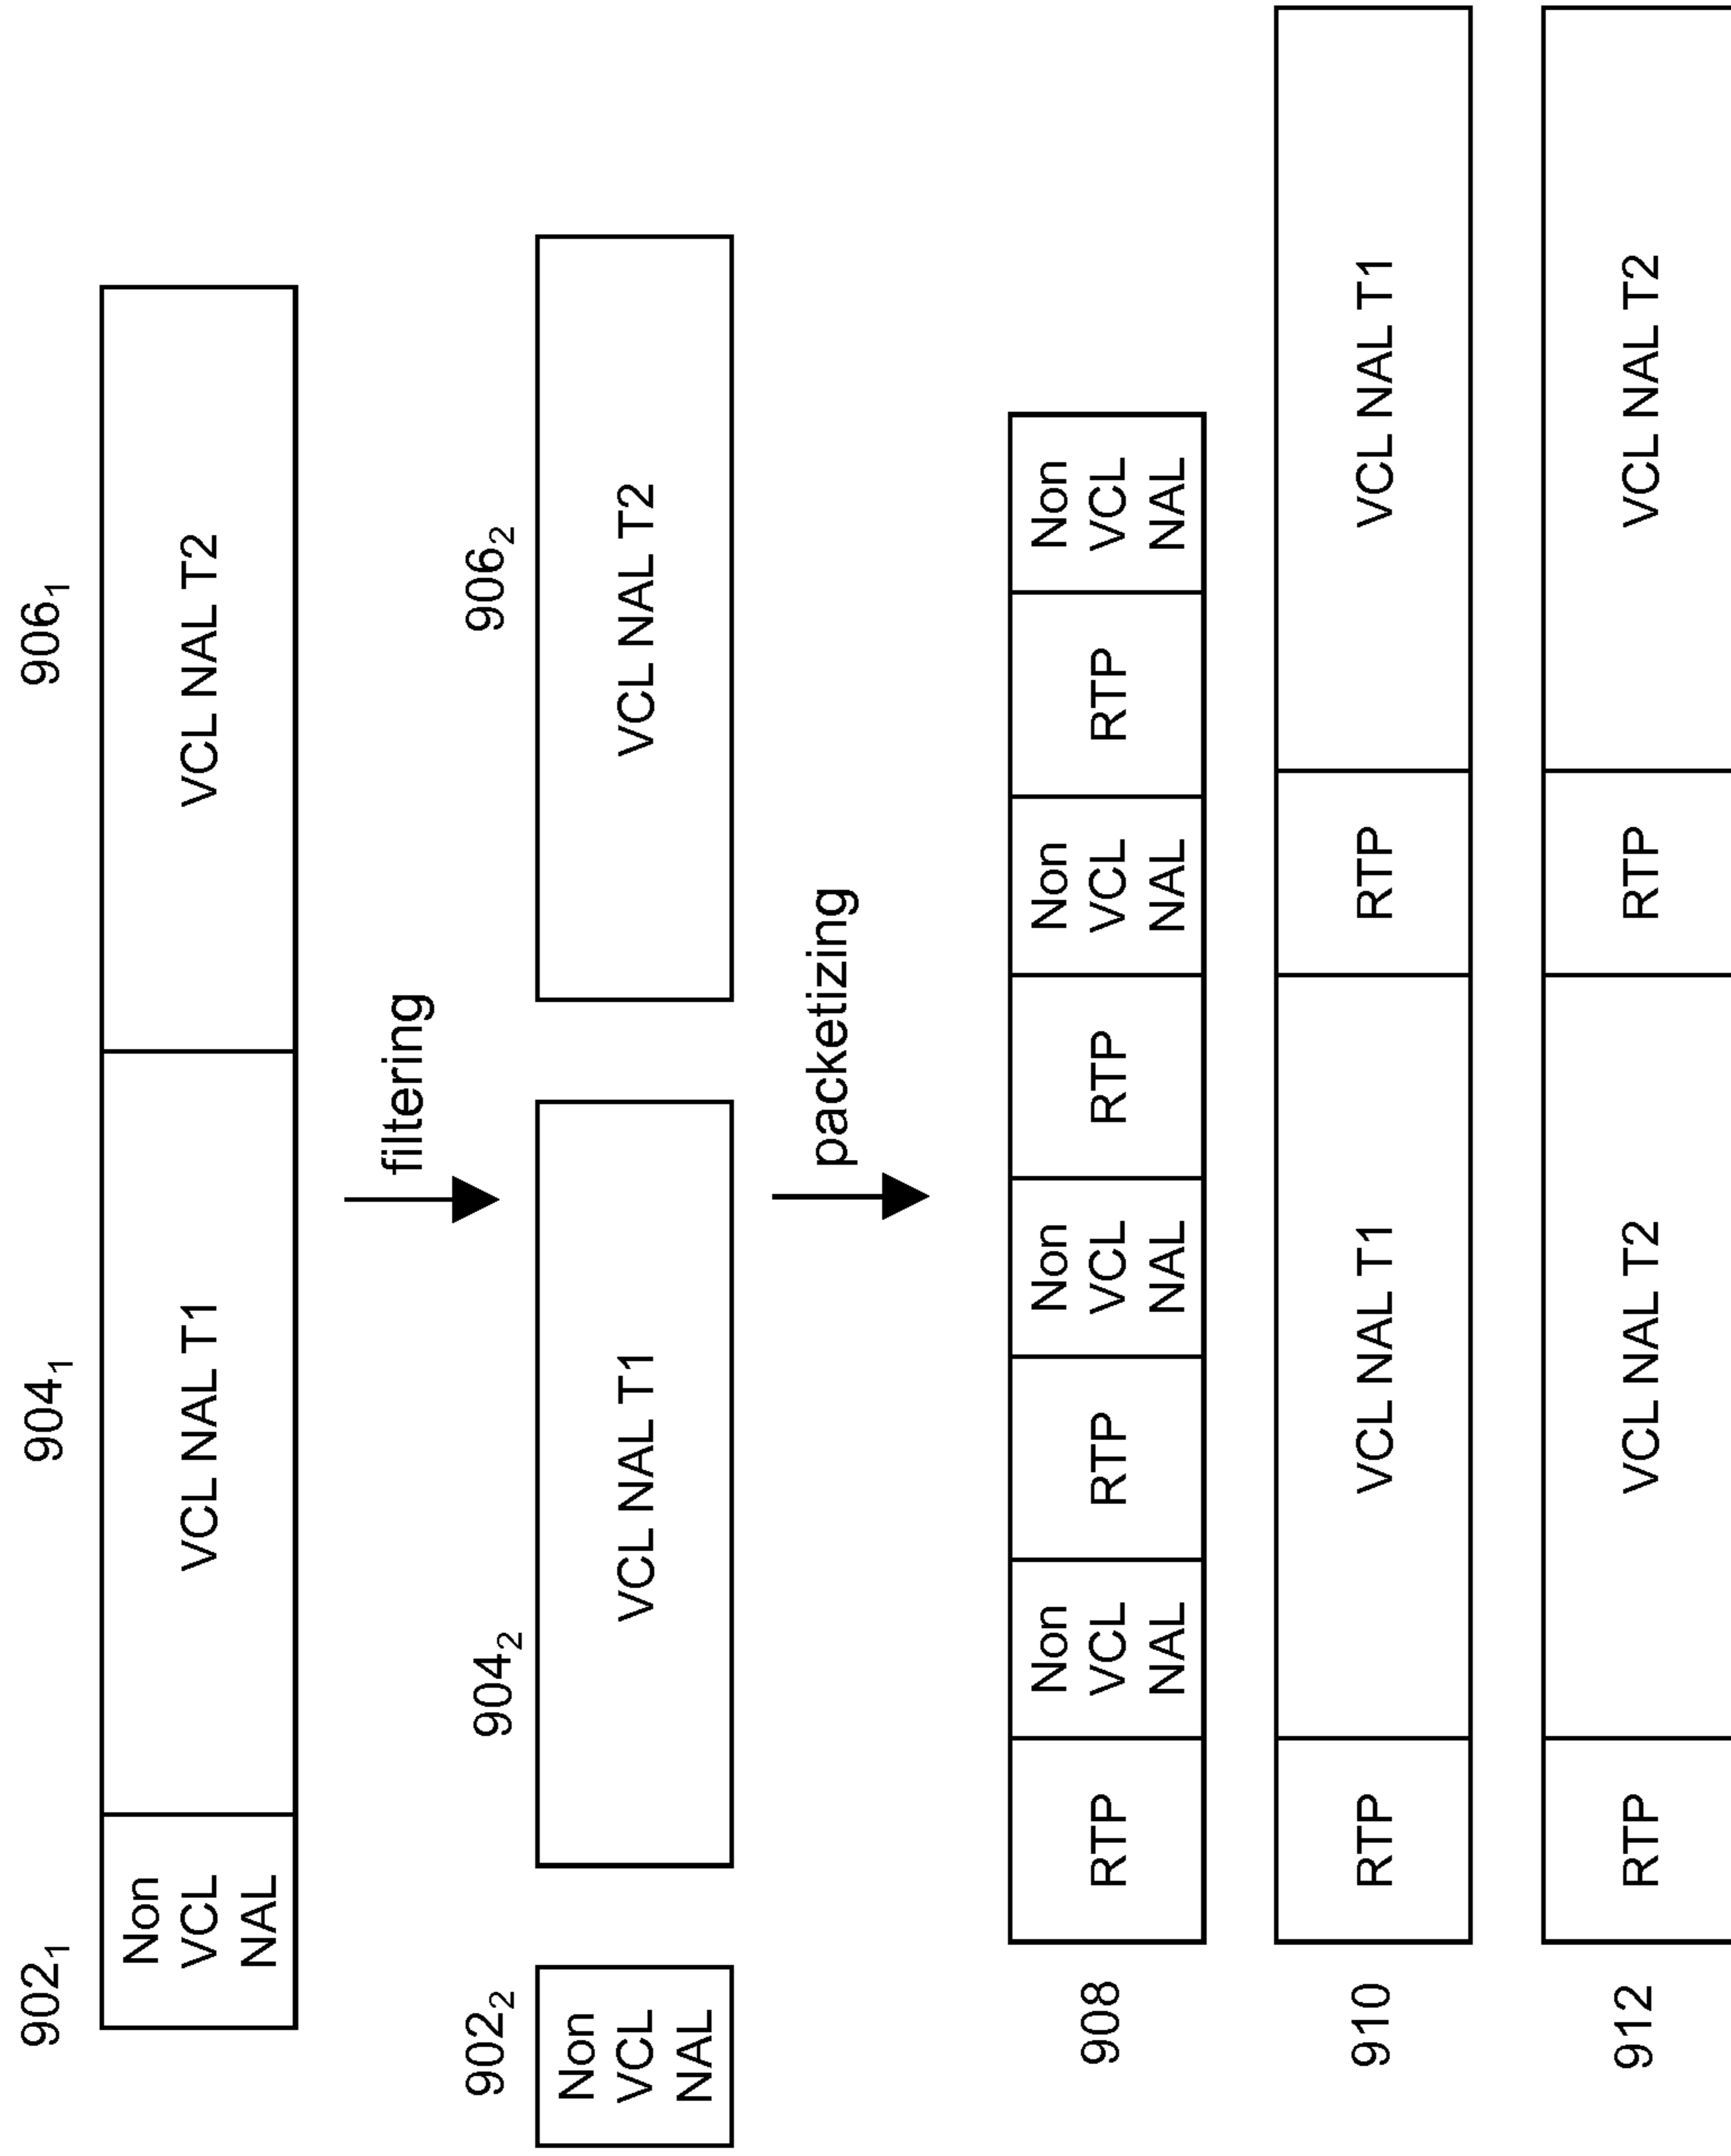 902₁
904₁
906₁
Non
VCL
NAL
VCL NAL T1
VCL NAL T2
filtering
902₂
904₂
906₂
Non
VCL
NAL
VCL NAL T1
VCL NAL T2
packetizing
908
RTP
Non
VCL
NAL
RTP
Non
VCL
NAL
RTP
Non
VCL
NAL
RTP
Non
VCL
NAL
910
RTP
VCL NAL T1
RTP
VCL NAL T1
912
RTP
VCL NAL T2
RTP
VCL NAL T2